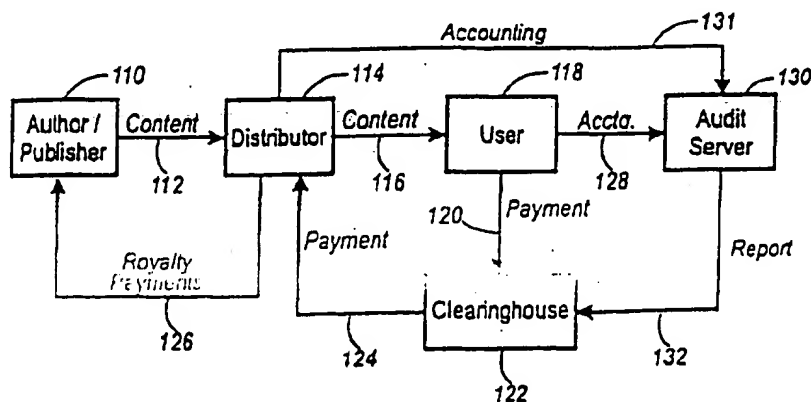 Accounting
131
110
114
118
130
Author /
Publisher
Content
112
Distributor
Content
116
User
Accta.
128
Audit
Server
120
Payment
Payment
Report
Royalty
Payments
126
124
Clearinghouse
122
132